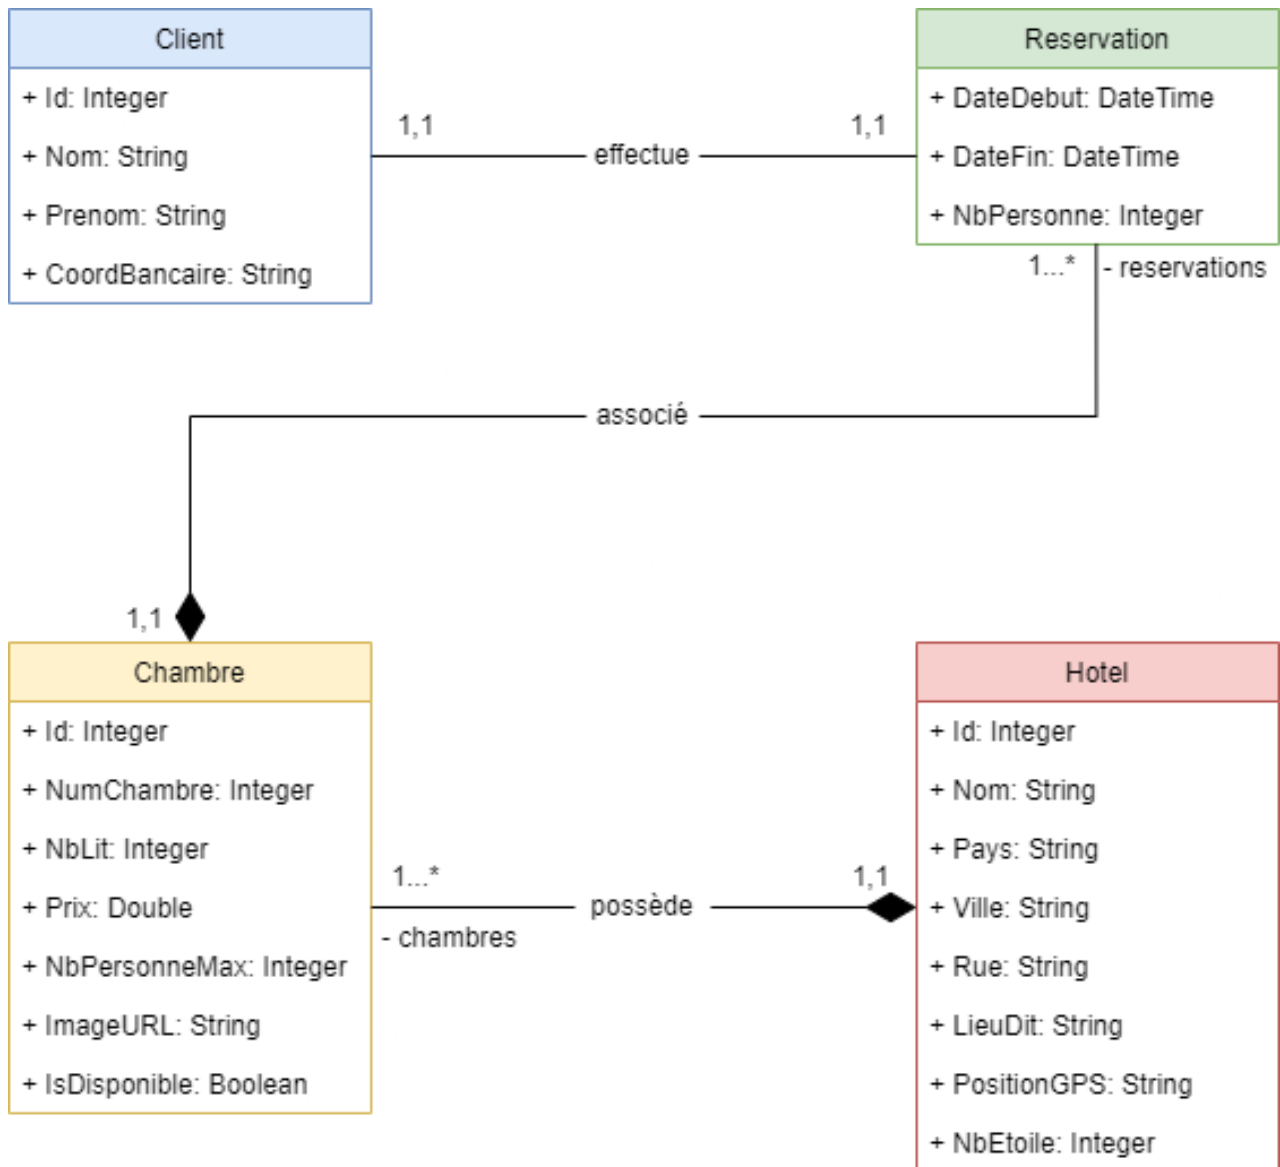 Client
+ Id: Integer
+ Nom: String
+ Prenom: String
+ CoordBancaire: String
1,1
effectue
1,1
Reservation
+ DateDebut: DateTime
+ DateFin: DateTime
+ NbPersonne: Integer
1...*
- reservations
associé
1,1
Chambre
+ Id: Integer
+ NumChambre: Integer
+ NbLit: Integer
+ Prix: Double
+ NbPersonneMax: Integer
+ ImageURL: String
+ IsDisponible: Boolean
1...*
- chambres
possède
1,1
Hotel
+ Id: Integer
+ Nom: String
+ Pays: String
+ Ville: String
+ Rue: String
+ LieuDit: String
+ PositionGPS: String
+ NbEtoile: Integer